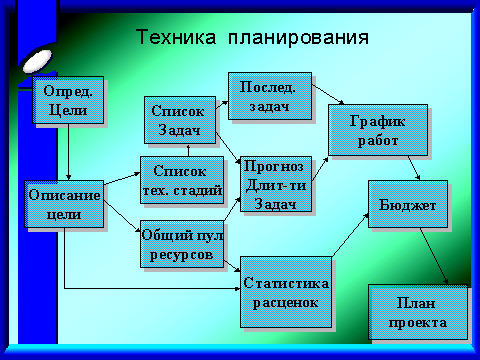 Техника планирования
Опред.
Цели
Послед.
задач
Список
Задач
График
работ
Список
тех. стадий
Прогноз
Длит-ти
Задач
Описание
цели
Бюджет
Общий пул
ресурсов
Статистика
расценок
План
проекта